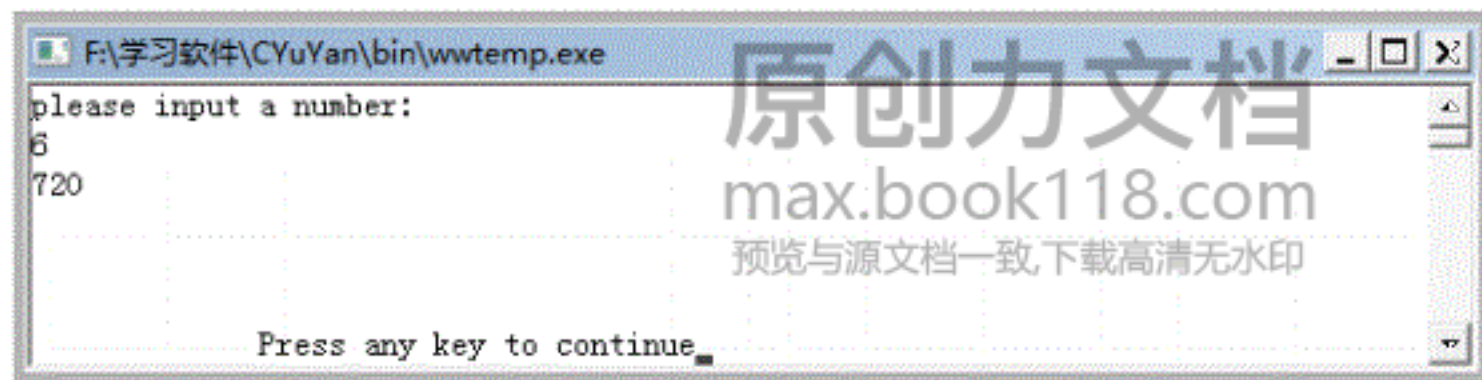 F:\学习软件\CYuYan\bin\wwtemp.exe
please input a number:
6
720
Press any key to continue
原创力文档
max.book118.com
预览与源文档一致,下载高清无水印